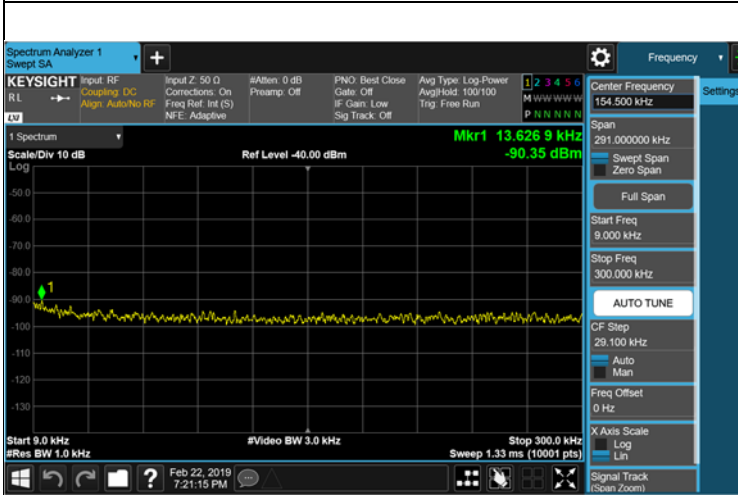 Spectrum Analyzer 1
Swept SA
+
Frequency
KEYSIGHT Input: RF Input Z: 50 Ω #Atten: 0 dB PNO: Best Close Avg Type: Log-Power 1 2 3 4 5 6
RL Coupling: DC Corrections: On Preamp: Off Gate: Off Avg|Hold: 100/100 M W W W W W
Align: Auto/No RF Freq Ref: Int (S) IF Gain: Low Trig: Free Run
LXI NFE: Adaptive Sig Track: Off P N N N N N
1 Spectrum
Mkr1 13.626 9 kHz
Scale/Div 10 dB Ref Level -40.00 dBm -90.35 dBm
Log
-50.0
-60.0
-70.0
-80.0
1
-90.0
-100
-110
-120
-130
Start 9.0 kHz #Video BW 3.0 kHz Stop 300.0 kHz
#Res BW 1.0 kHz Sweep 1.33 ms (10001 pts)
? Feb 22, 2019
7:21:15 PM
Center Frequency
154.500 kHz
Settings
Span
291.000000 kHz
Swept Span
Zero Span
Full Span
Start Freq
9.000 kHz
Stop Freq
300.000 kHz
AUTO TUNE
CF Step
29.100 kHz
Auto
Man
Freq Offset
0 Hz
X Axis Scale
Log
Lin
Signal Track
(Span Zoom)